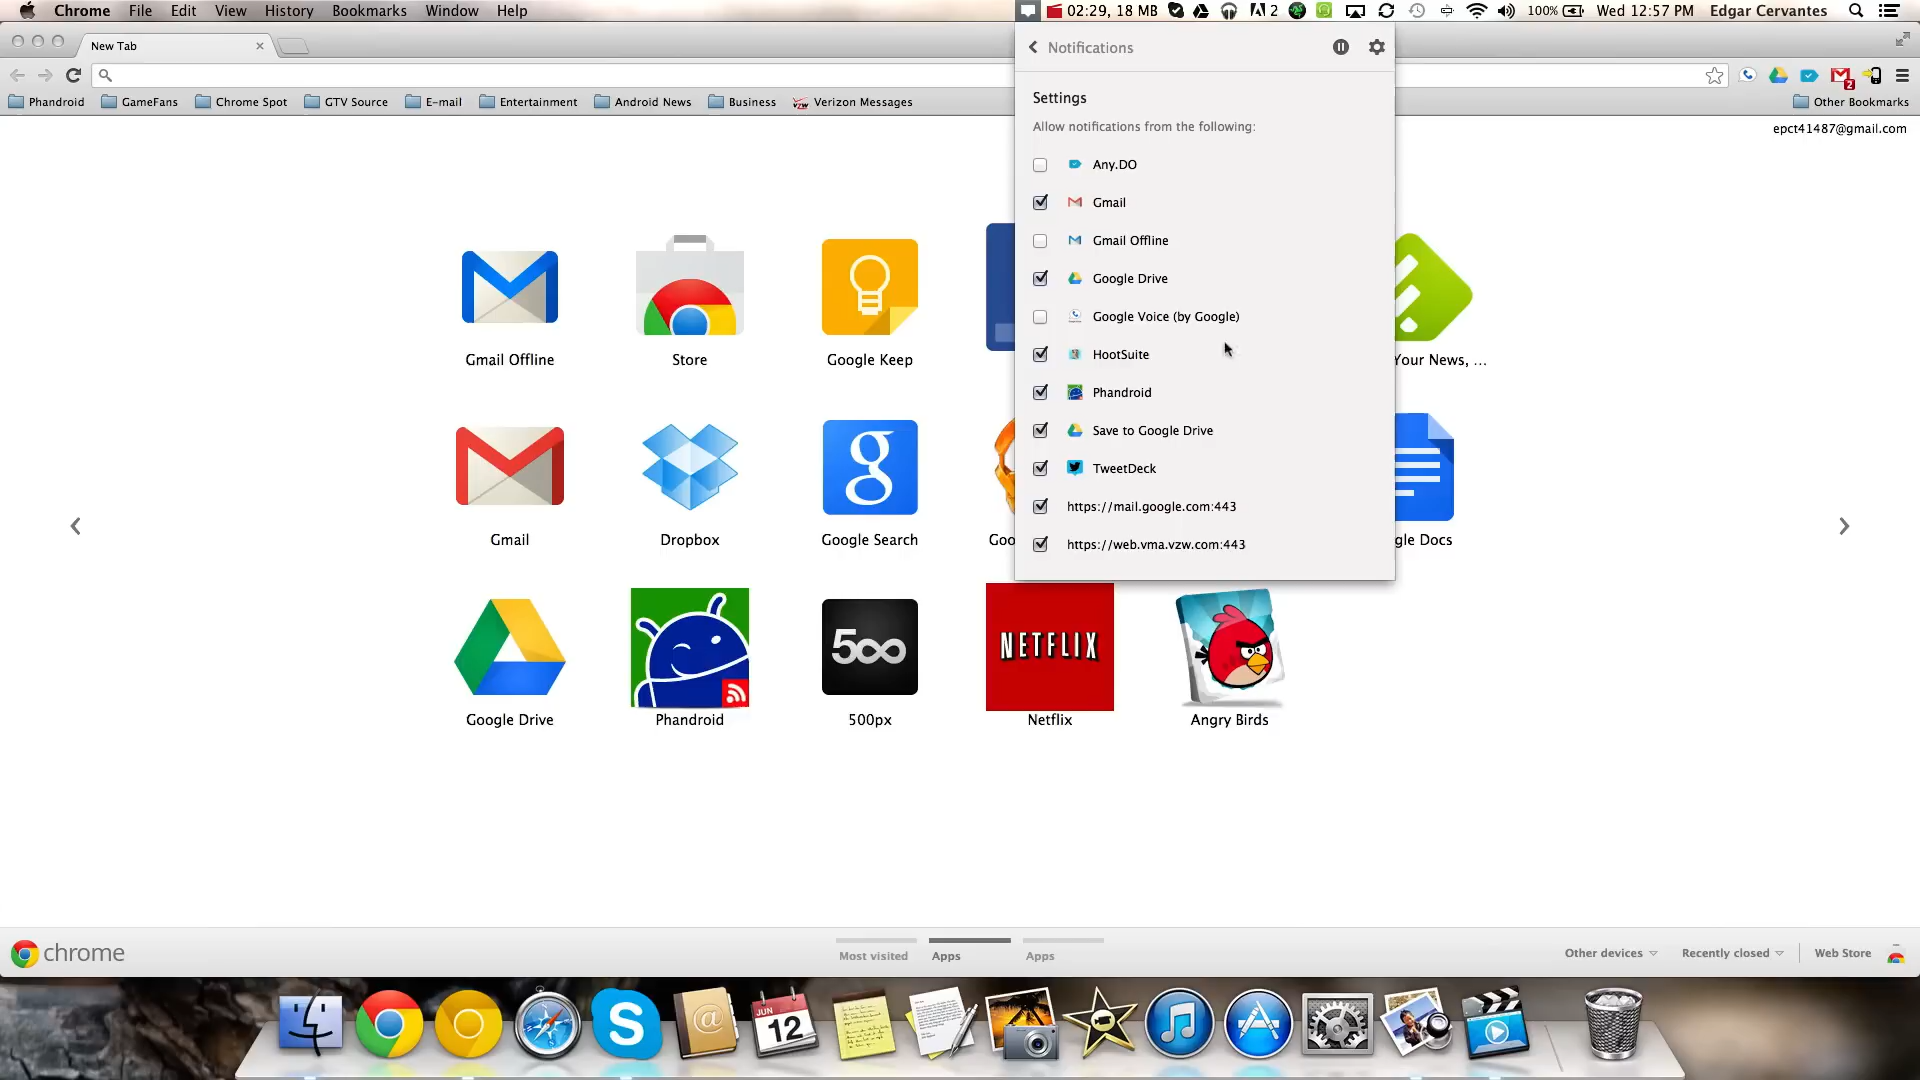 Chrome File Edit View History Bookmarks Window Help 02:29, 18 MB 2 100% Wed 12:57 PM Edgar Cervantes
New Tab
Notifications
2
Phandroid GameFans Chrome Spot GTV Source E-mail Entertainment Android News Business Verizon Messages Other Bookmarks
epct41487@gmail.com
Settings
Allow notifications from the following:
Any.DO
Gmail
Gmail Offline
Google Drive
Google Voice (by Google)
HootSuite
Phandroid
Save to Google Drive
TweetDeck
https://mail.google.com:443
https://web.vma.vzw.com:443
Gmail Offline Store Google Keep Your News, ...
g
Gmail Dropbox Google Search Goo gle Docs
500 NETFLIX
Google Drive Phandroid 500px Netflix Angry Birds
chrome Most visited Apps Apps Other devices Recently closed Web Store
JUN
12